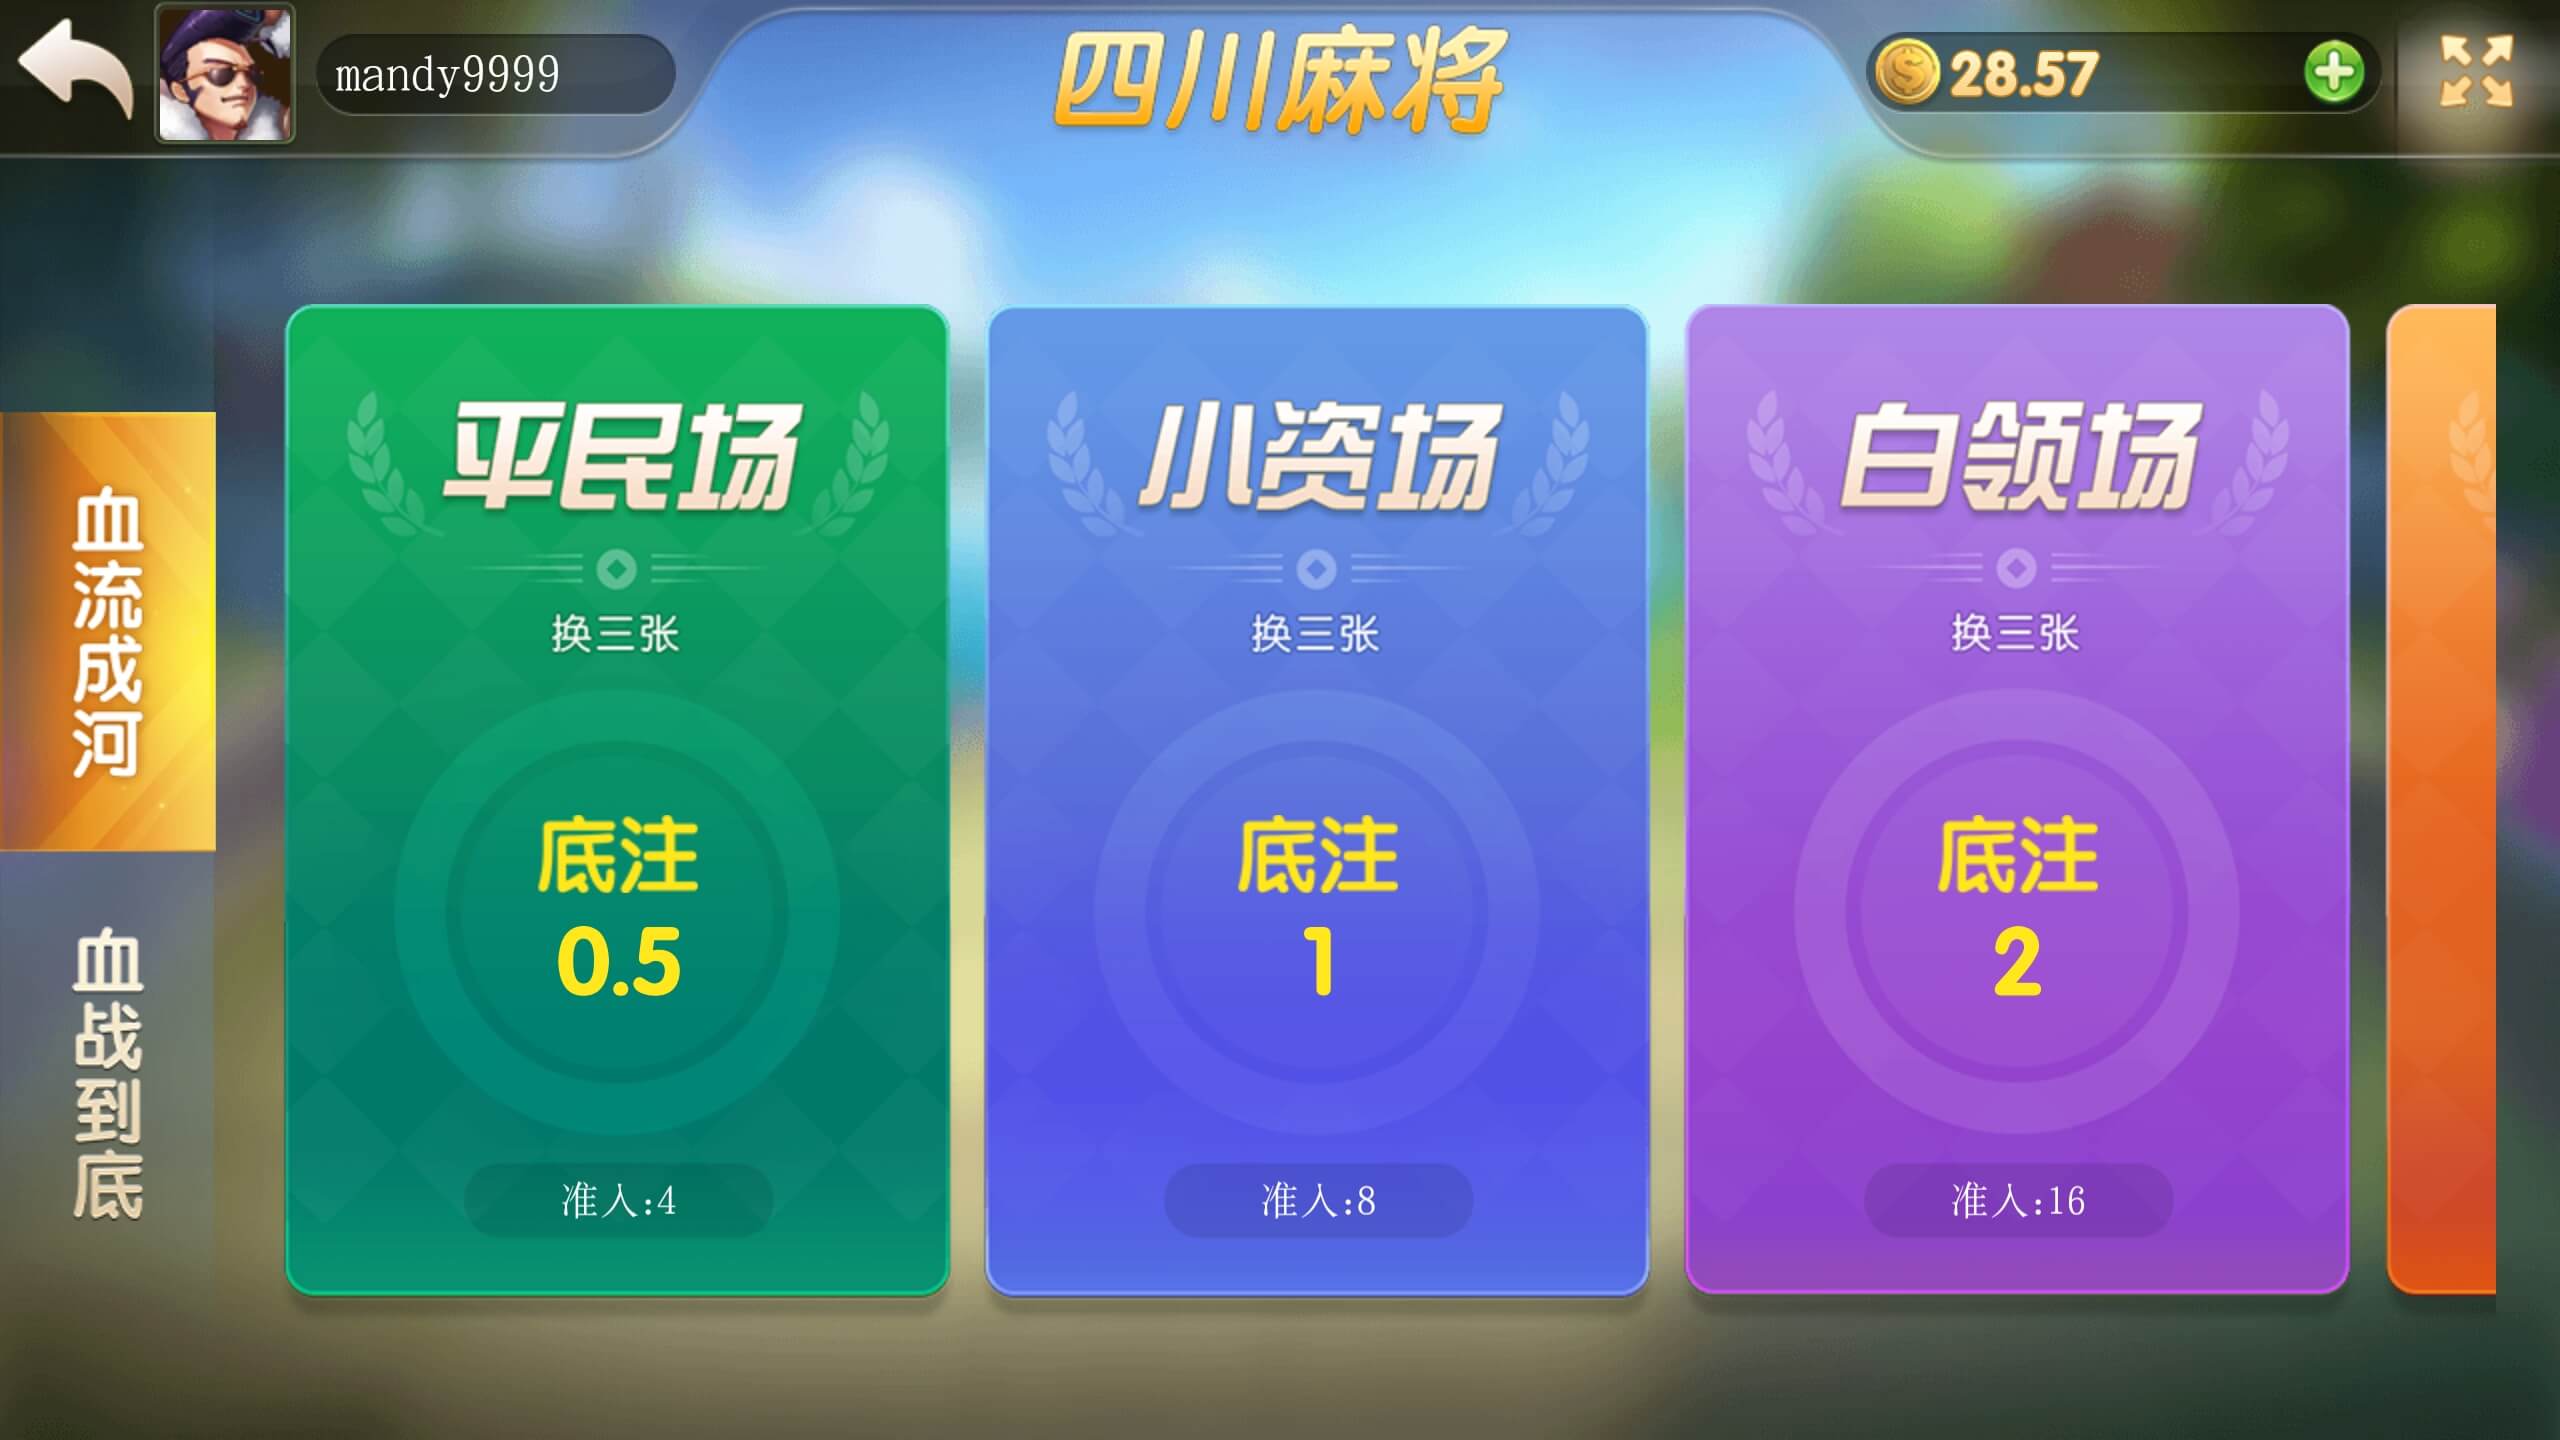 mandy9999
四川麻将
28.57
血流成河
血战到底
平民场
换三张
底注
0.5
准入:4
小资场
换三张
底注
1
准入:8
白领场
换三张
底注
2
准入:16